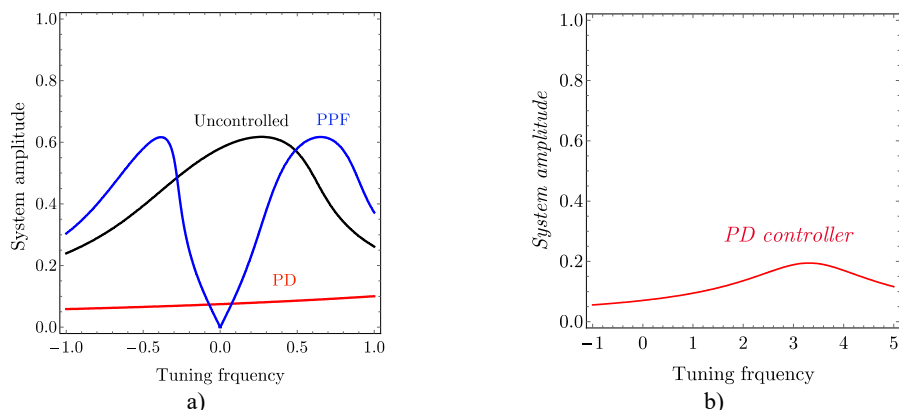 1.0
0.8
0.6
0.4
0.2
0.0
System amplitude
Uncontrolled
PPF
PD
−1.0 −0.5 0.0 0.5 1.0
Tuning frquency
a)
1.0
0.8
0.6
0.4
0.2
0.0
System amplitude
PD controller
−1 0 1 2 3 4 5
Tuning frquency
b)